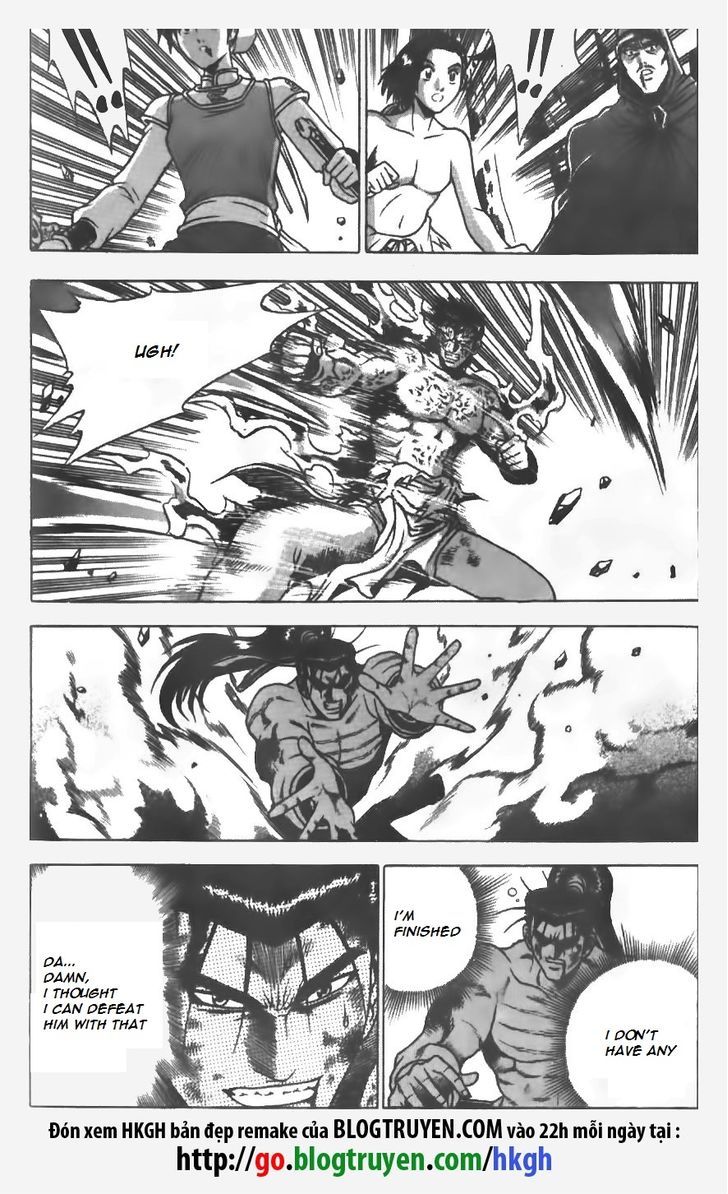 !!
!!
UGH!
DA...
DAMN,
I THOUGHT
I CAN DEFEAT
HIM WITH THAT
I'M
FINISHED
I DON'T
HAVE ANY
Đón xem HKGH bản đẹp remake của BLOGTRUYEN.COM vào 22h mỗi ngày tại :
http://go.blogtruyen.com/hkgh